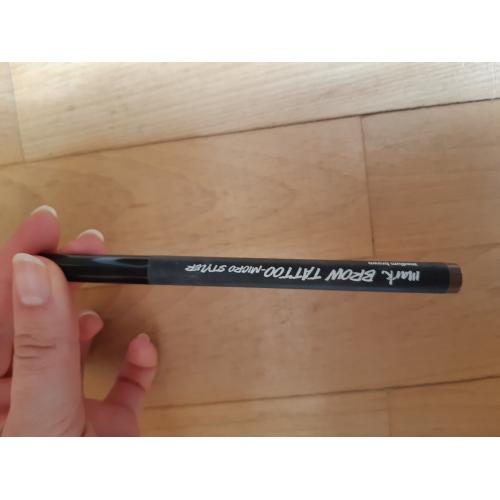 mark. BROW TATTOO-MICRO STYLER
medium brown